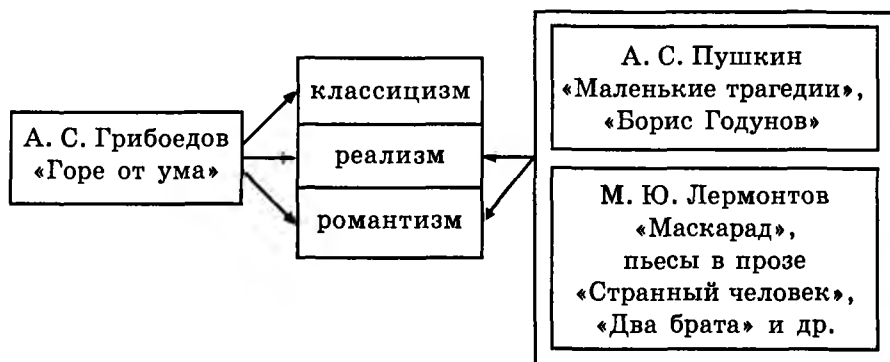 А. С. Грибоедов
«Горе от ума»
классицизм
реализм
романтизм
А. С. Пушкин
«Маленькие трагедии»,
«Борис Годунов»
М. Ю. Лермонтов
«Маскарад»,
пьесы в прозе
«Странный человек»,
«Два брата» и др.